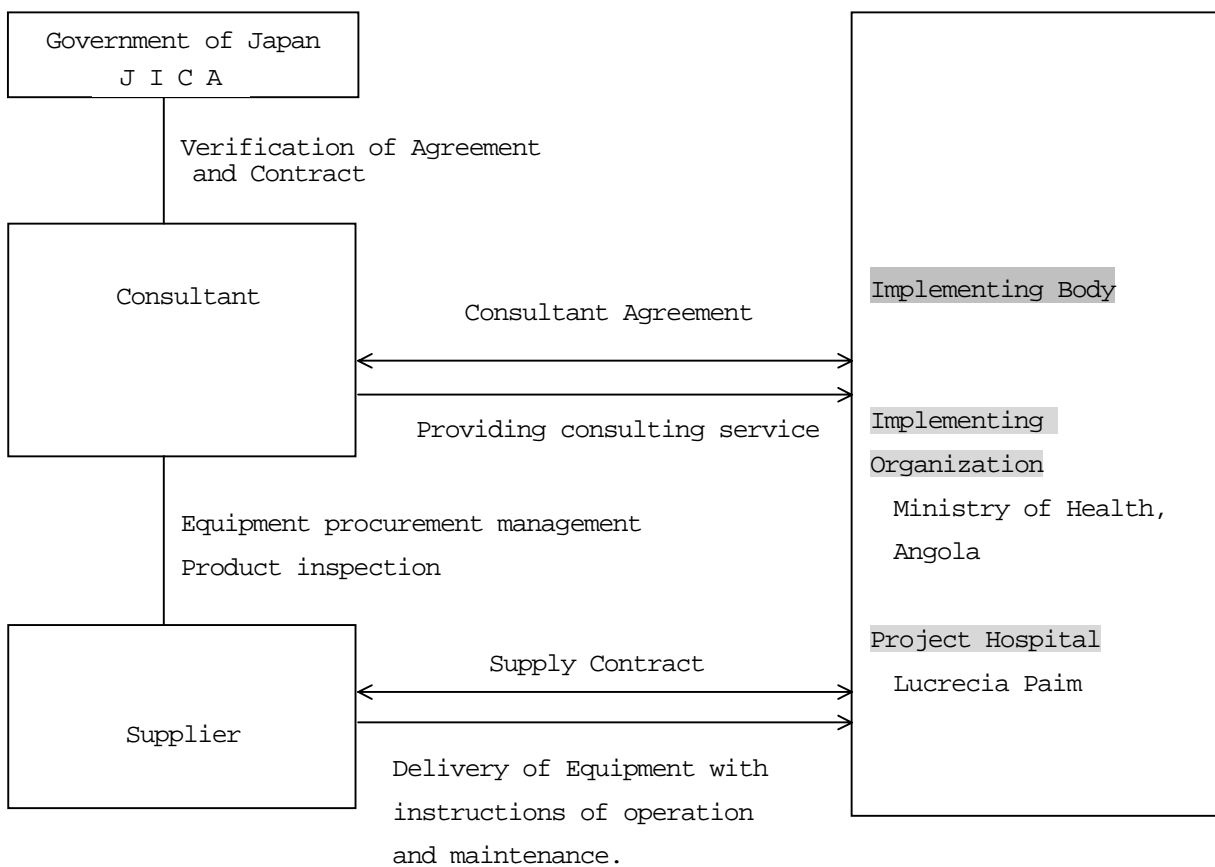 Government of Japan
J I C A
Verification of Agreement
and Contract
Consultant
Consultant Agreement
Providing consulting service
Equipment procurement management
Product inspection
Supplier
Supply Contract
Delivery of Equipment with
instructions of operation
and maintenance.
Implementing Body
Implementing
Organization
Ministry of Health,
Angola
Project Hospital
Lucrecia Paim